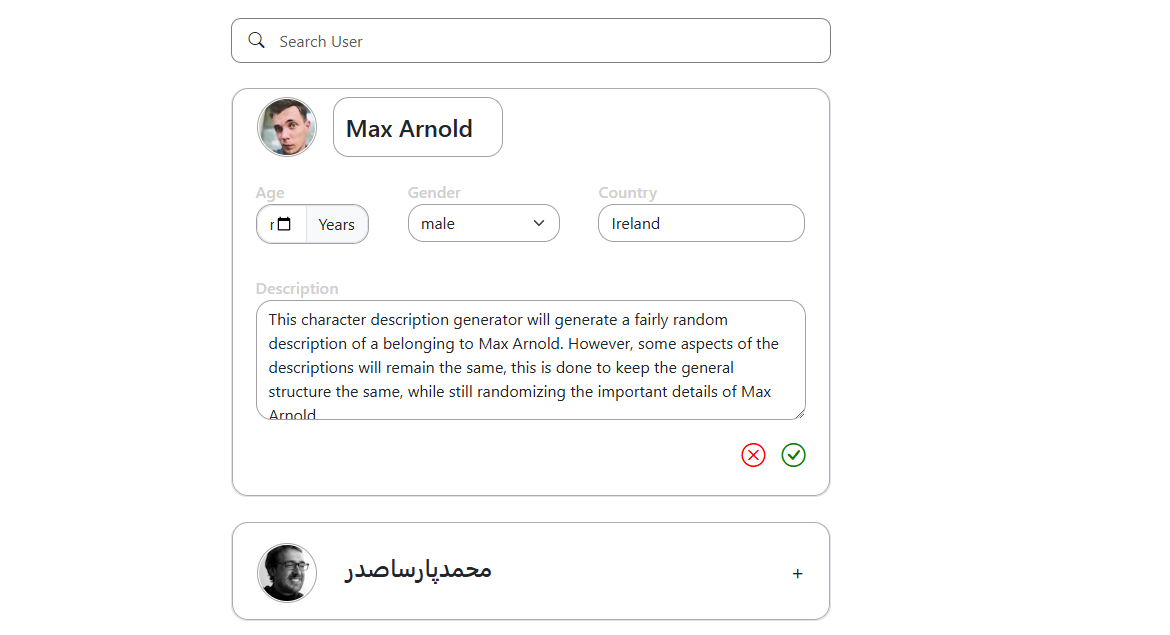 Search User
Max Arnold
Age
Gender
Country
Years
male
Ireland
Description
This character description generator will generate a fairly random
description of a belonging to Max Arnold. However, some aspects of the
descriptions will remain the same, this is done to keep the general
structure the same, while still randomizing the important details of Max
Arnold
محمدپارساصدر
+